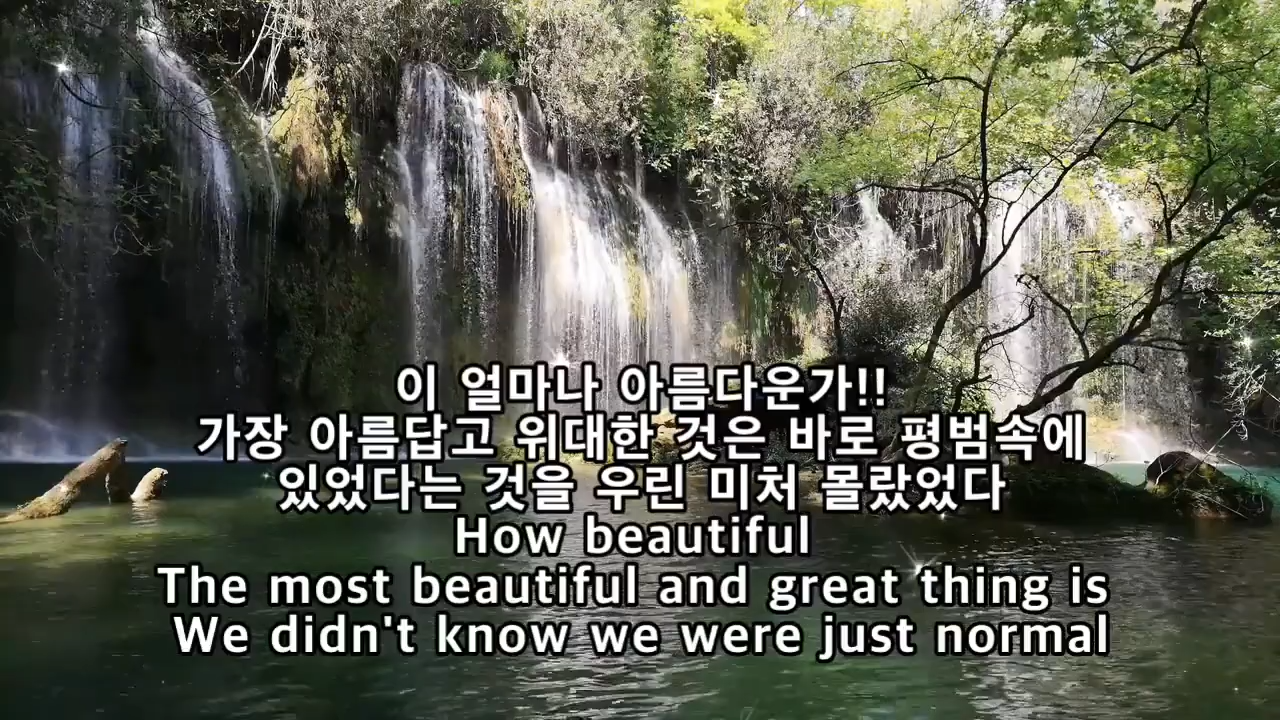 이 얼마나 아름다운가!!
가장 아름답고 위대한 것은 바로 평범속에
있었다는 것을 우린 미처 몰랐었다
How beautiful
The most beautiful and great thing is
We didn't know we were just normal